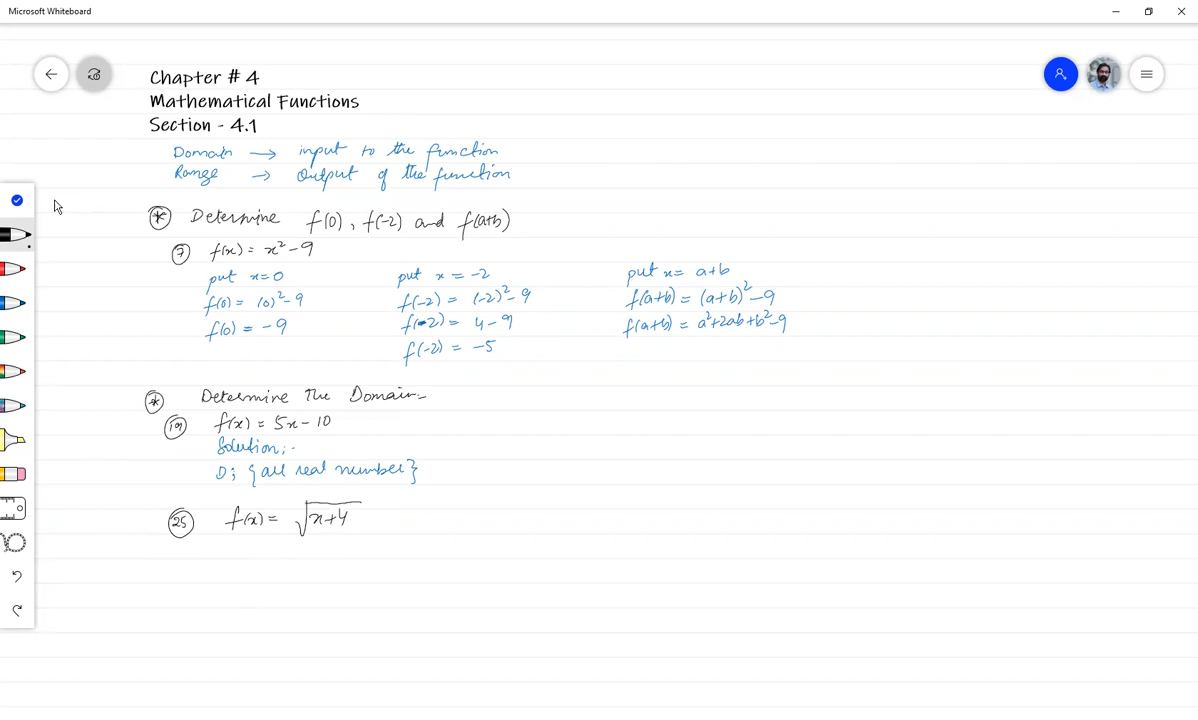 Microsoft Whiteboard
Chapter # 4
Mathematical Functions
Section - 4.1
Domain → input to the function
Range → output of the function
* Determine f(0), f(-2) and f(a+b)
7 f(x) = x² - 9
put x=0
f(0) = (0)² - 9
f(0) = -9
put x = -2
f(-2) = (-2)² - 9
f(-2) = 4 - 9
f(-2) = -5
put x = a+b
f(a+b) = (a+b)² - 9
f(a+b) = a²+2ab+b²-9
* Determine The Domain-
19 f(x) = 5x - 10
Solution:-
D; {all real number}
25 f(x) = √x+4